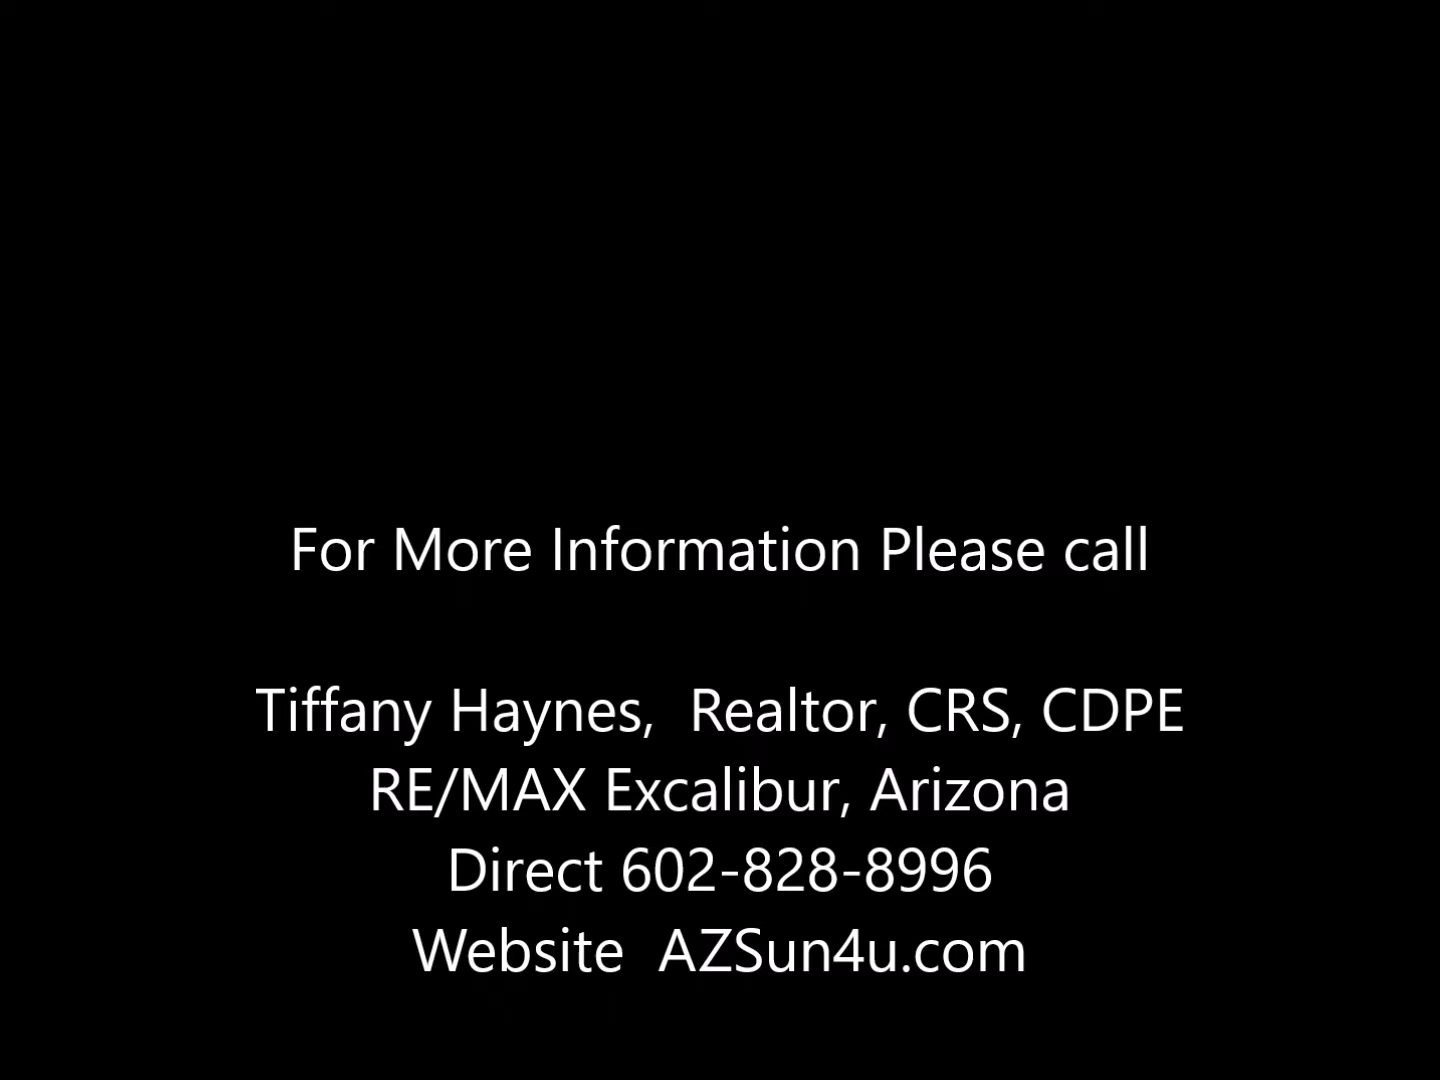 For More Information Please call
Tiffany Haynes,  Realtor, CRS, CDPE
RE/MAX Excalibur, Arizona
Direct 602-828-8996
Website  AZSun4u.com